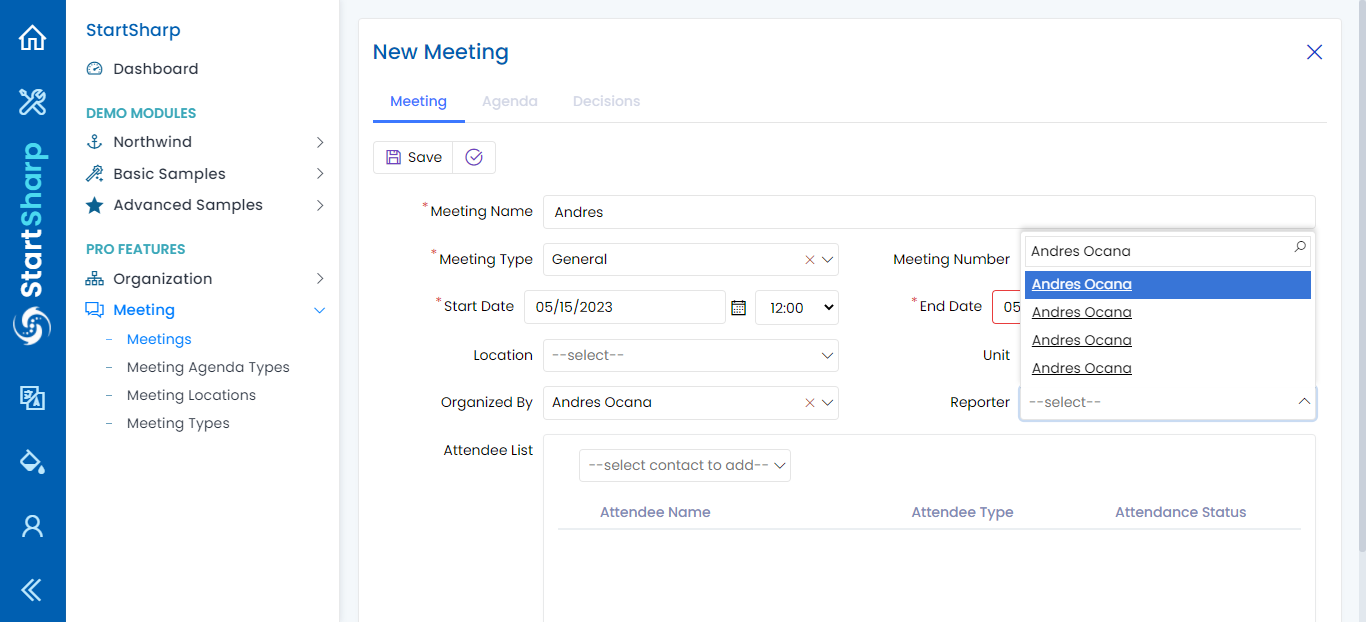 StartSharp
StartSharp
Dashboard
DEMO MODULES
Northwind
Basic Samples
Advanced Samples
PRO FEATURES
Organization
Meeting
- Meetings
- Meeting Agenda Types
- Meeting Locations
- Meeting Types
New Meeting
Meeting Agenda Decisions
Save
* Meeting Name Andres
* Meeting Type General Meeting Number
* Start Date 05/15/2023 12:00 * End Date 05
Location --select-- Unit
Organized By Andres Ocana Reporter --select--
Andres Ocana
Andres Ocana
Andres Ocana
Andres Ocana
Andres Ocana
Attendee List
--select contact to add--
Attendee Name Attendee Type Attendance Status